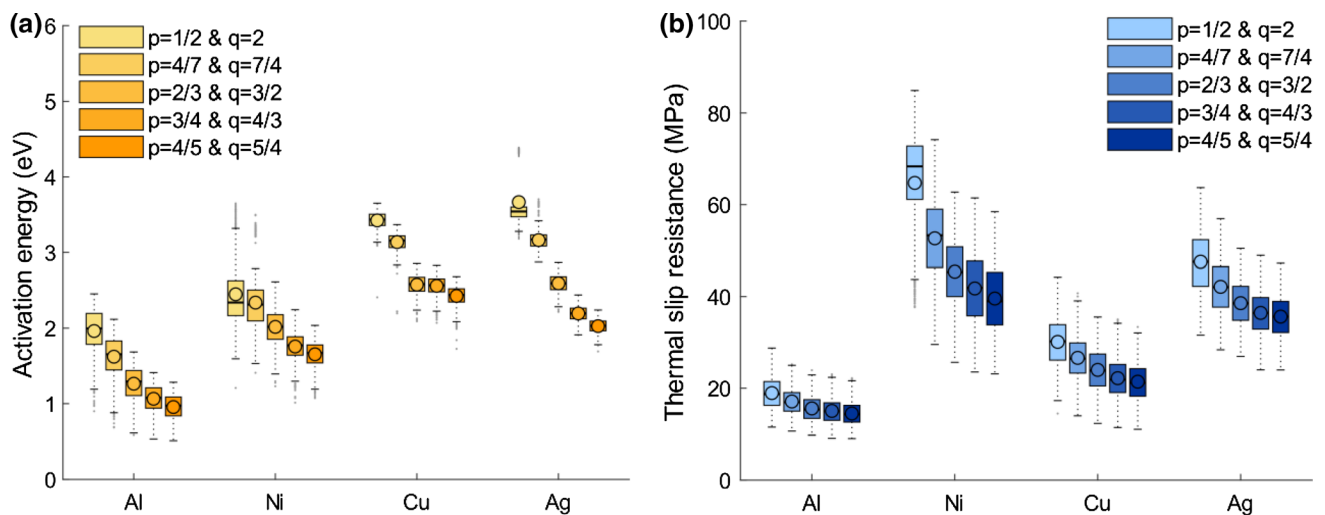 (a)
Activation energy (eV)
6
5
4
3
2
1
0
p=1/2 & q=2
p=4/7 & q=7/4
p=2/3 & q=3/2
p=3/4 & q=4/3
p=4/5 & q=5/4
Al Ni Cu Ag
(b)
Thermal slip resistance (MPa)
100
80
60
40
20
0
p=1/2 & q=2
p=4/7 & q=7/4
p=2/3 & q=3/2
p=3/4 & q=4/3
p=4/5 & q=5/4
Al Ni Cu Ag